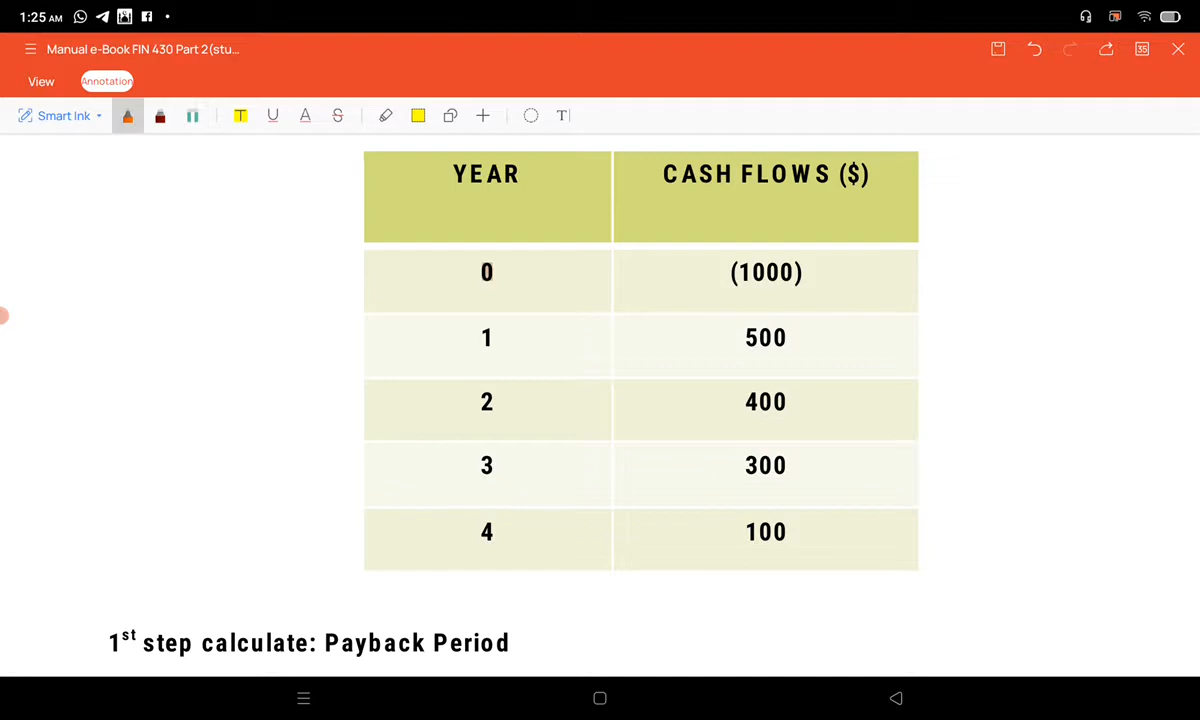 1:25 AM
Manual e-Book FIN 430 Part 2(stu...
35
View
Annotation
Smart Ink
T U A S T
YEAR CASH FLOWS ($)
0 (1000)
1 500
2 400
3 300
4 100
1st step calculate: Payback Period